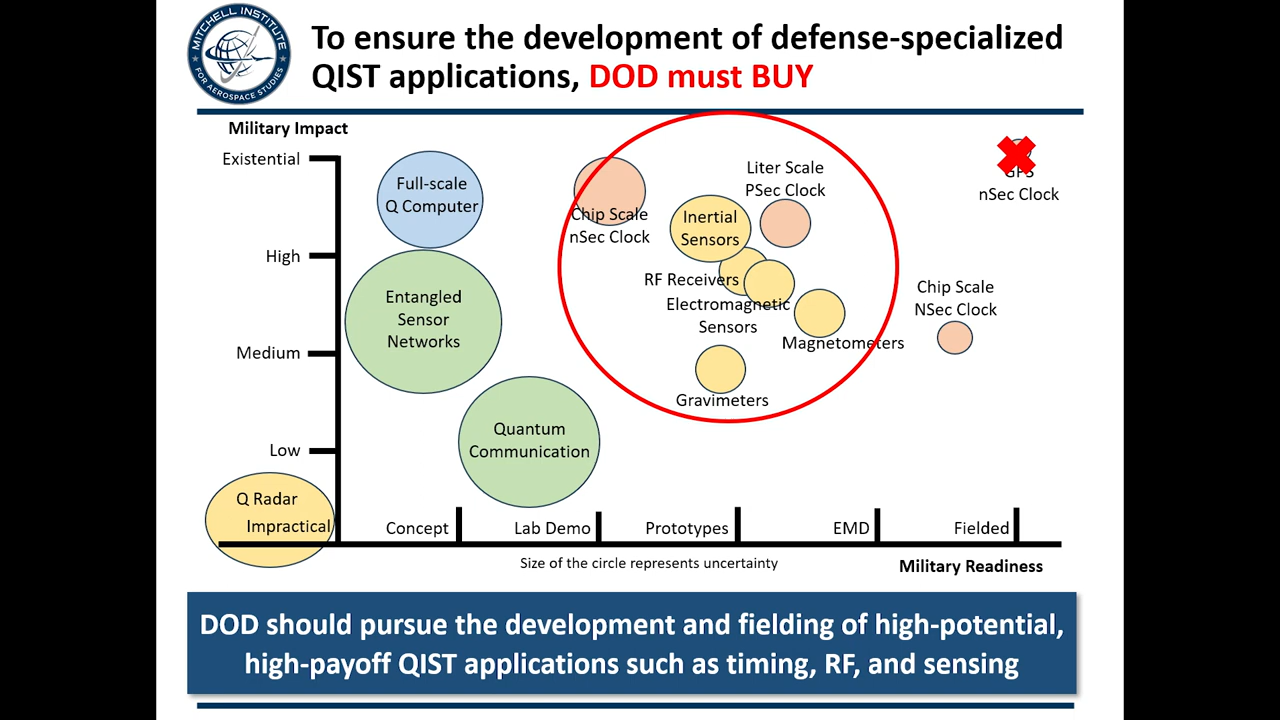 MITCHELL INSTITUTE
FOR AEROSPACE STUDIES
To ensure the development of defense-specialized
QIST applications, DOD must BUY
Military Impact
Existential
High
Medium
Low
Full-scale
Q Computer
Entangled
Sensor
Networks
Quantum
Communication
Q Radar
Impractical
Chip Scale
nSec Clock
Inertial
Sensors
Liter Scale
PSec Clock
RF Receivers
Electromagnetic
Sensors
Magnetometers
Gravimeters
GPS
nSec Clock
Chip Scale
NSec Clock
Concept
Lab Demo
Prototypes
EMD
Fielded
Size of the circle represents uncertainty
Military Readiness
DOD should pursue the development and fielding of high-potential,
high-payoff QIST applications such as timing, RF, and sensing